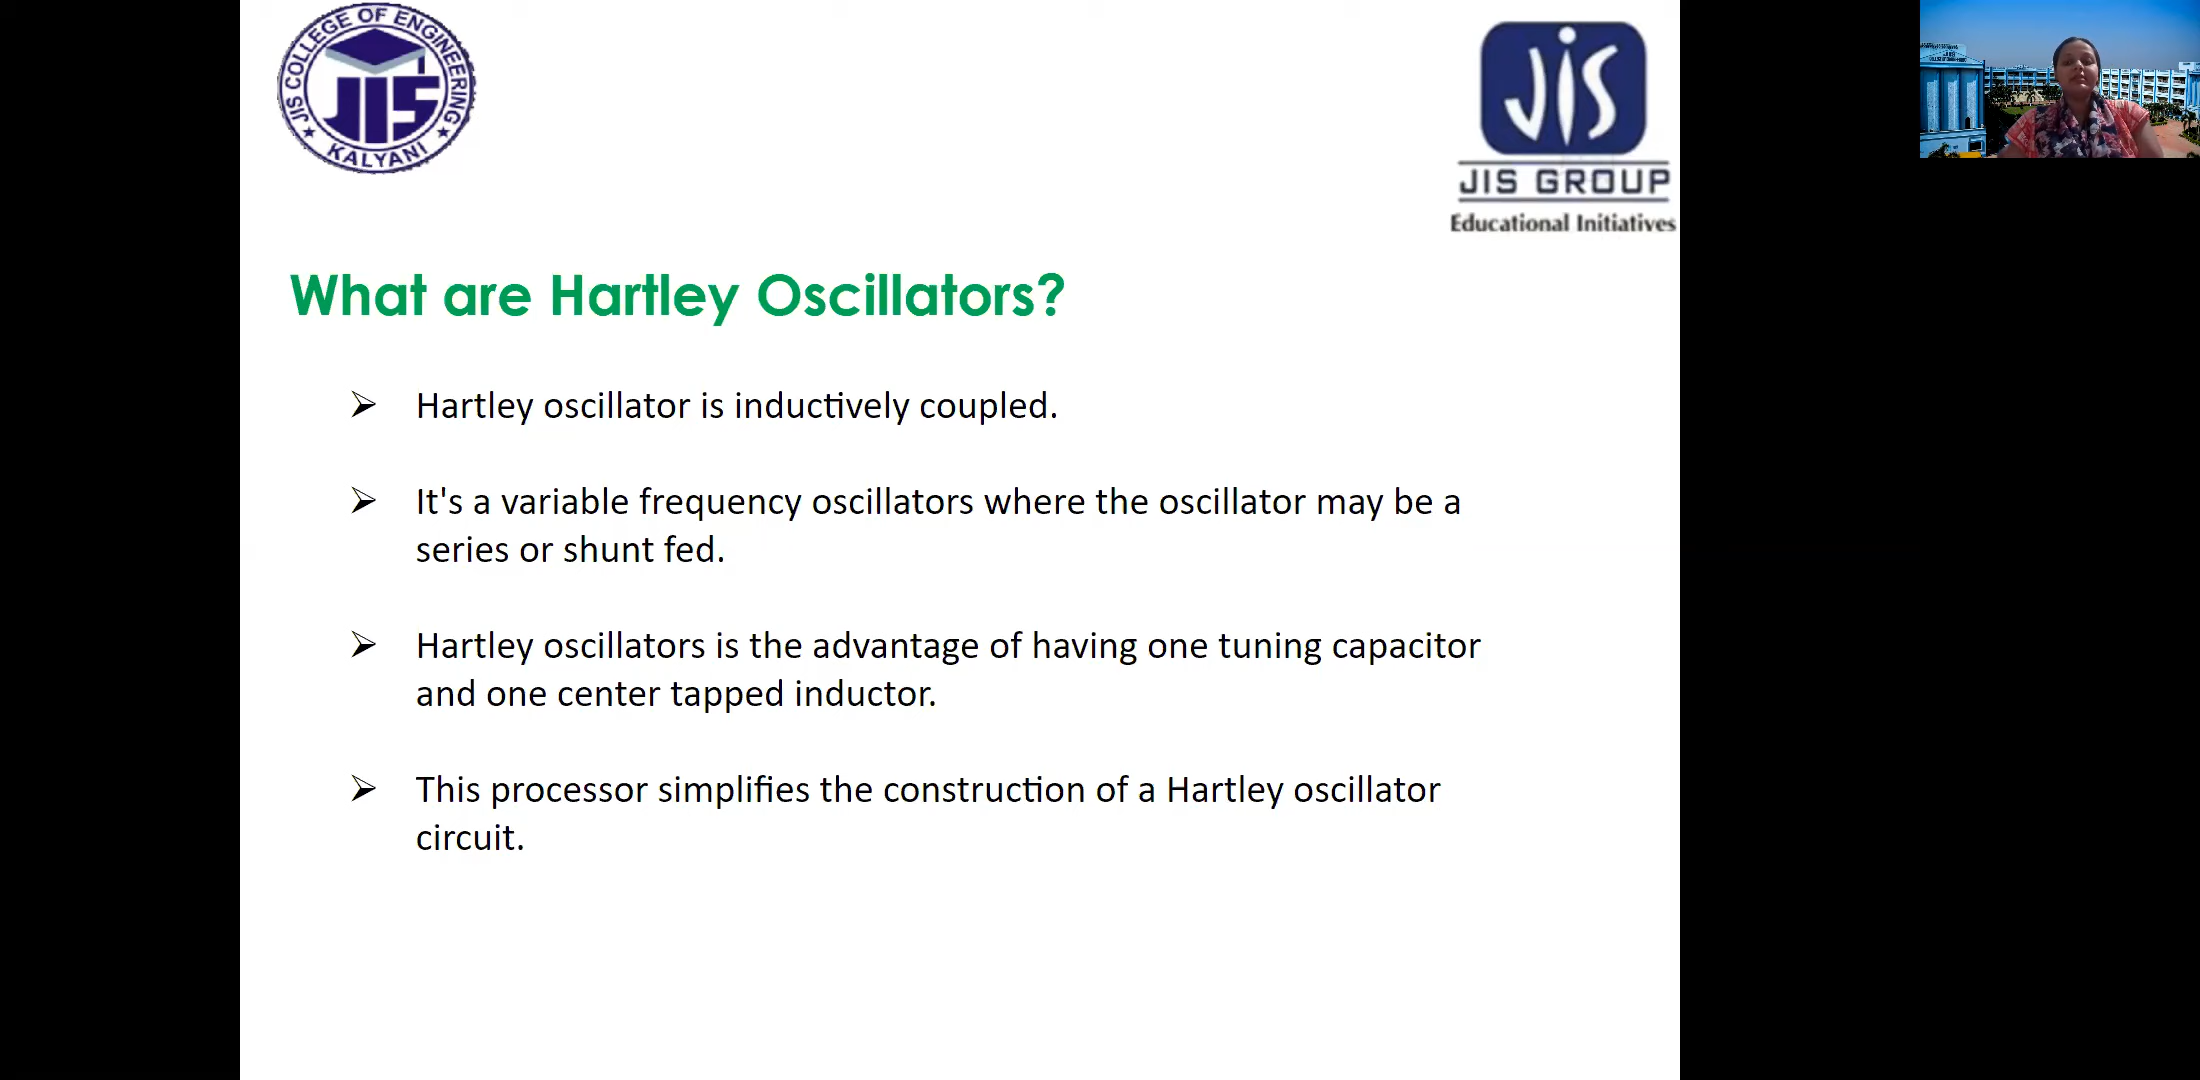 JIS COLLEGE OF ENGINEERING
JIS
KALYANI
JIS
JIS GROUP
Educational Initiatives
What are Hartley Oscillators?
Hartley oscillator is inductively coupled.
It's a variable frequency oscillators where the oscillator may be a
series or shunt fed.
Hartley oscillators is the advantage of having one tuning capacitor
and one center tapped inductor.
This processor simplifies the construction of a Hartley oscillator
circuit.